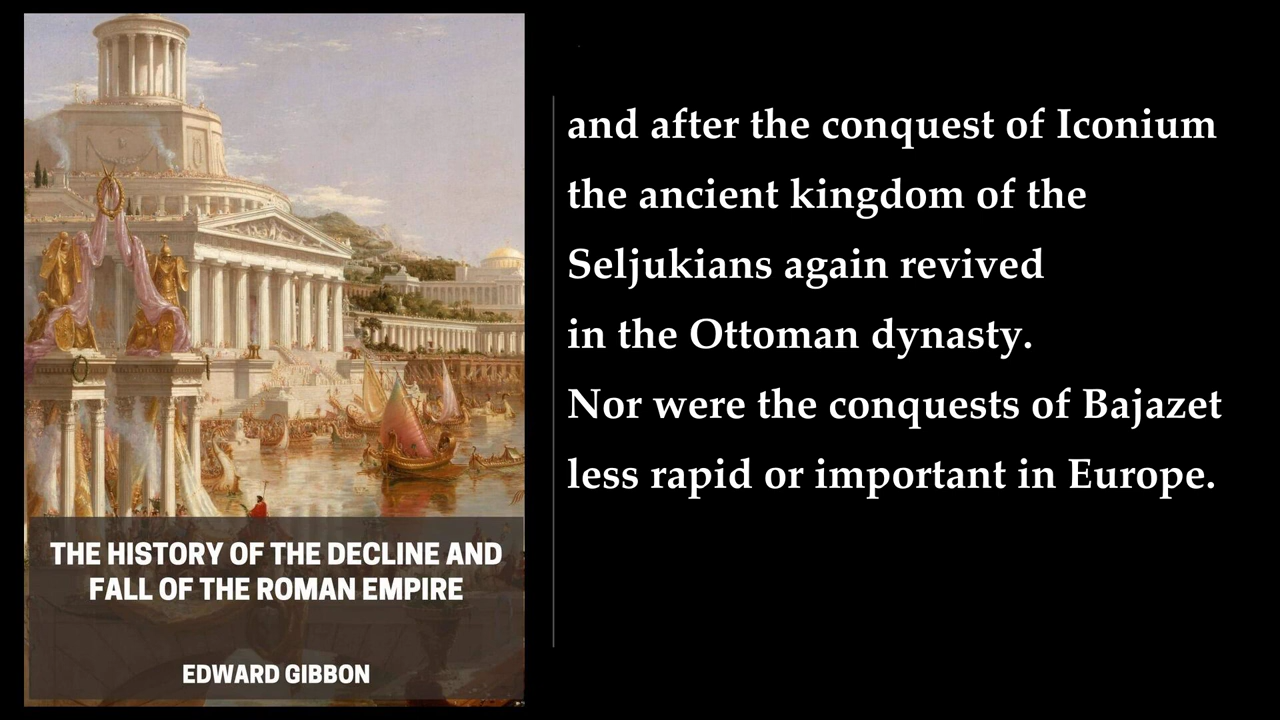 THE HISTORY OF THE DECLINE AND
FALL OF THE ROMAN EMPIRE
EDWARD GIBBON
and after the conquest of Iconium
the ancient kingdom of the
Seljukians again revived
in the Ottoman dynasty.
Nor were the conquests of Bajazet
less rapid or important in Europe.